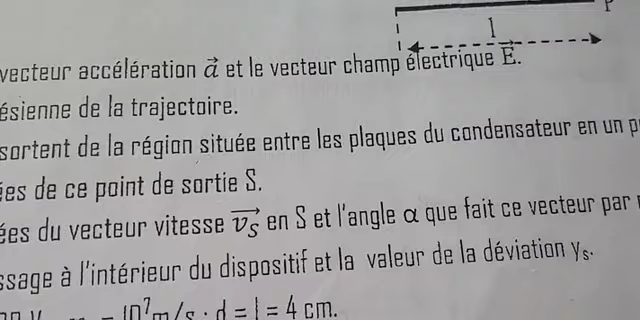 P
l
vecteur accélération a⃗ et le vecteur champ électrique E⃗.
ésienne de la trajectoire.
sortent de la région située entre les plaques du condensateur en un p
ées de ce point de sortie S.
ées du vecteur vitesse v⃗S en S et l'angle α que fait ce vecteur par
ssage à l'intérieur du dispositif et la valeur de la déviation ys.
= 10⁷m/s ; d = l = 4 cm.